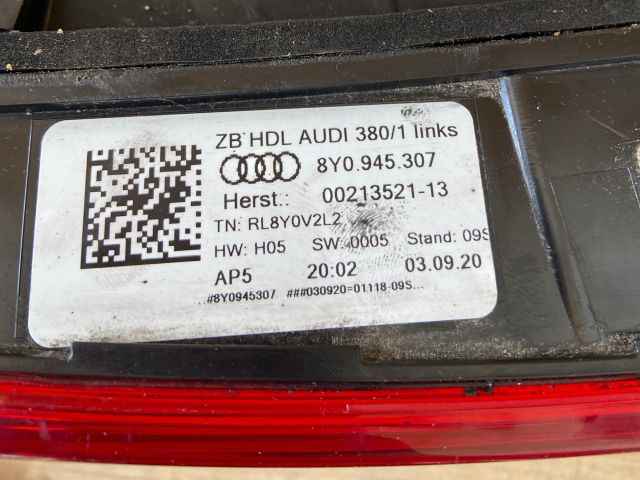 ZB HDL AUDI 380/1 links
8Y0.945.307
Herst.: 00213521-13
TN: RL8Y0V2L2
HW: H05 SW: 0005 Stand: 09S
AP5 20:02 03.09.20
#8Y0945307 ###030920=01118-09S...